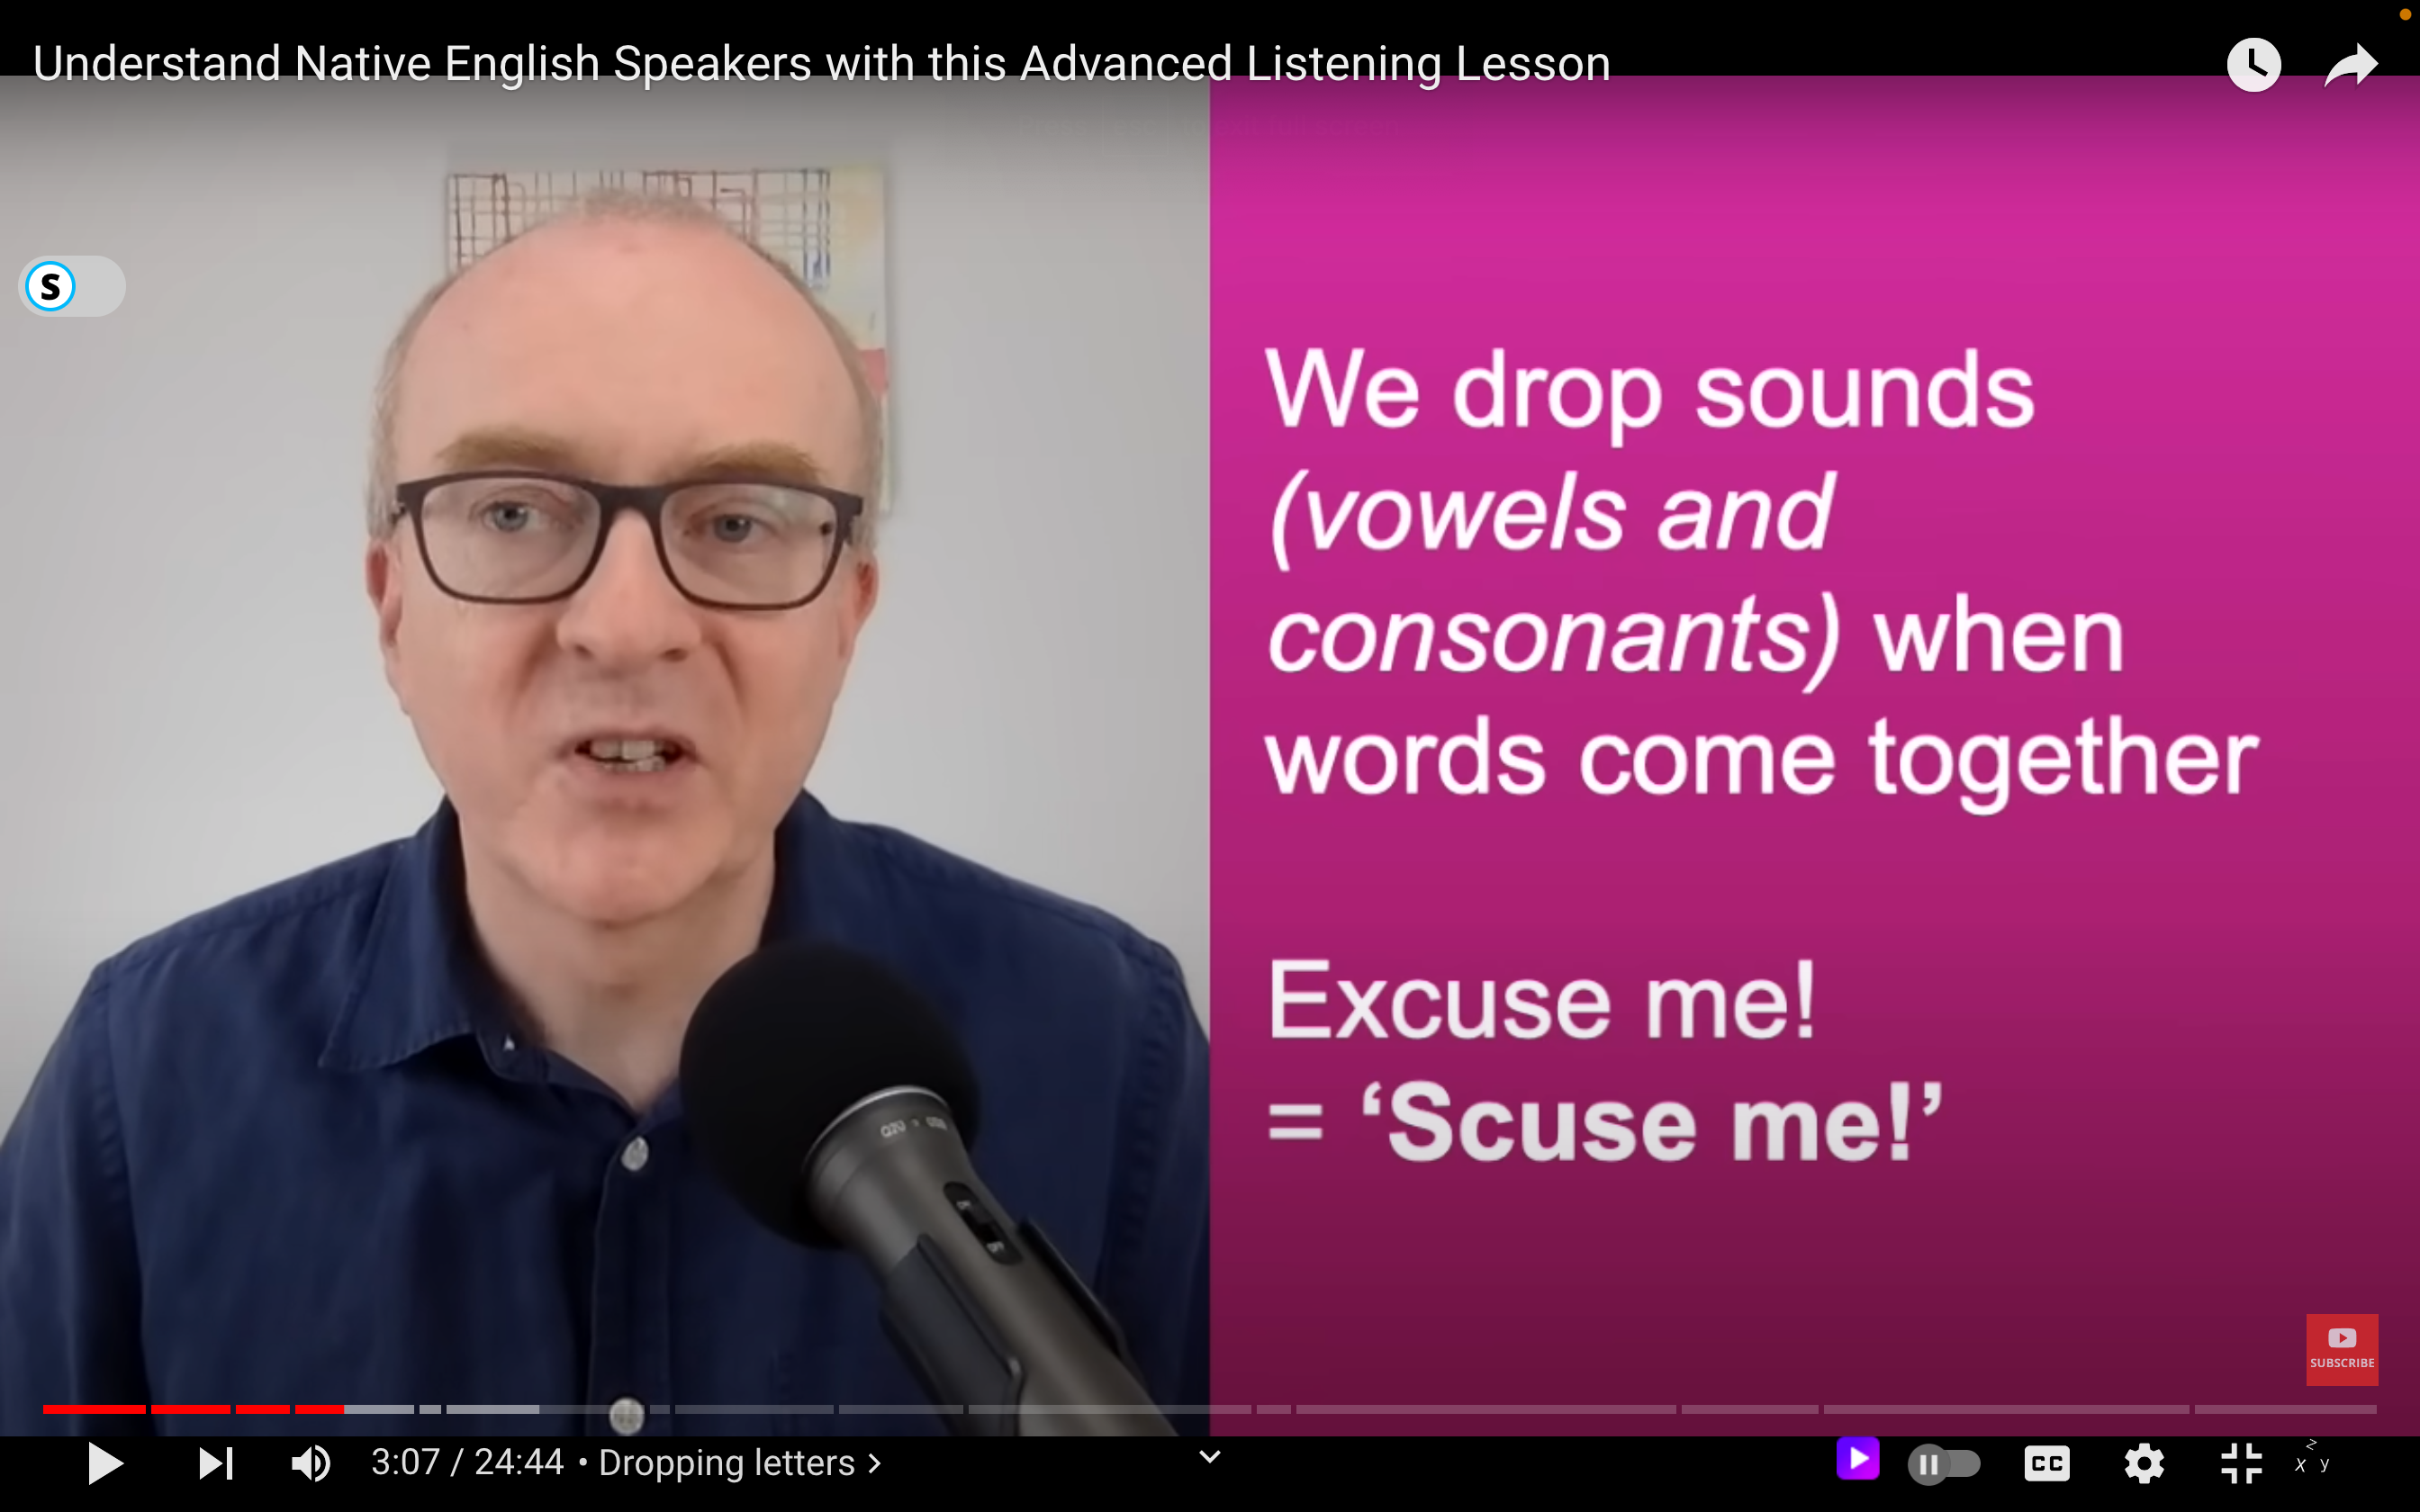 Understand Native English Speakers with this Advanced Listening Lesson
S
We drop sounds
(vowels and
consonants) when
words come together
Excuse me!
= ‘Scuse me!’
SUBSCRIBE
3:07 / 24:44 • Dropping letters >
CC